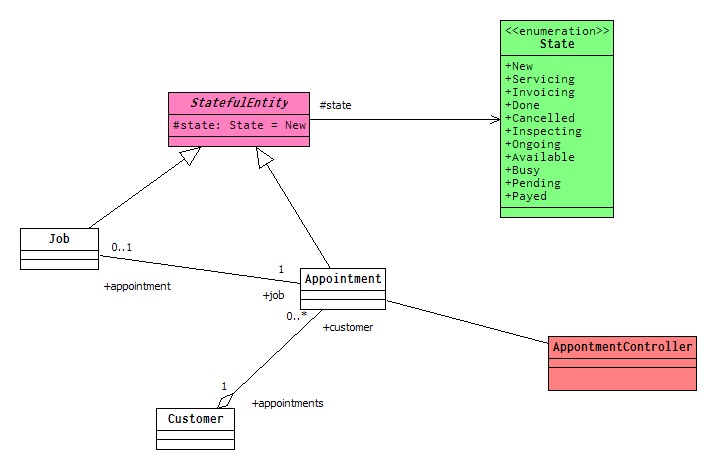 <<enumeration>>
State
+New
+Servicing
+Invoicing
+Done
+Cancelled
+Inspecting
+Ongoing
+Available
+Busy
+Pending
+Payed
StatefulEntity
#state: State = New
#state
Job
0..1
+appointment
1
+job
Appointment
0..*
+customer
AppontmentController
1
+appointments
Customer